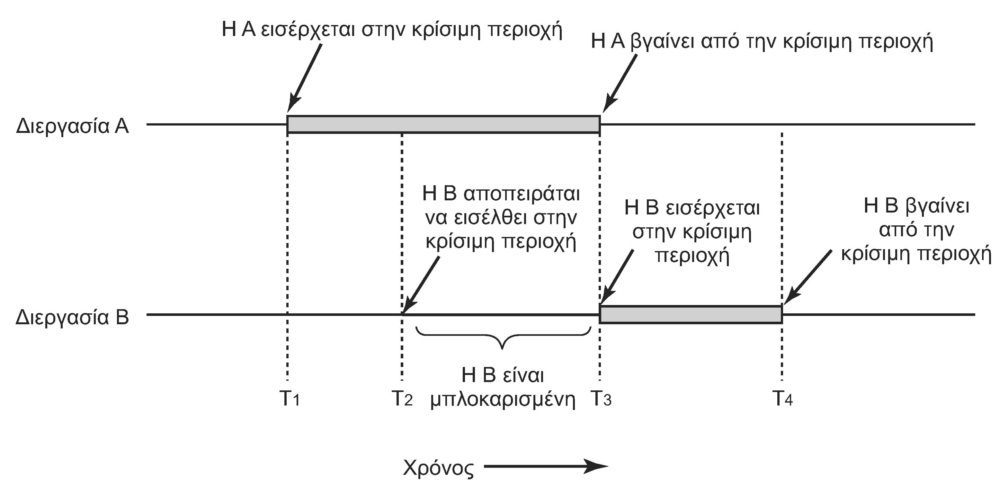 Η Α εισέρχεται στην κρίσιμη περιοχή
Η Α βγαίνει από την κρίσιμη περιοχή
Διεργασία Α
Η Β αποπειράται
να εισέλθει στην
κρίσιμη περιοχή
Η Β εισέρχεται
στην κρίσιμη
περιοχή
Η Β βγαίνει
από την
κρίσιμη περιοχή
Διεργασία Β
Η Β είναι
μπλοκαρισμένη
T1
T2
T3
T4
Χρόνος